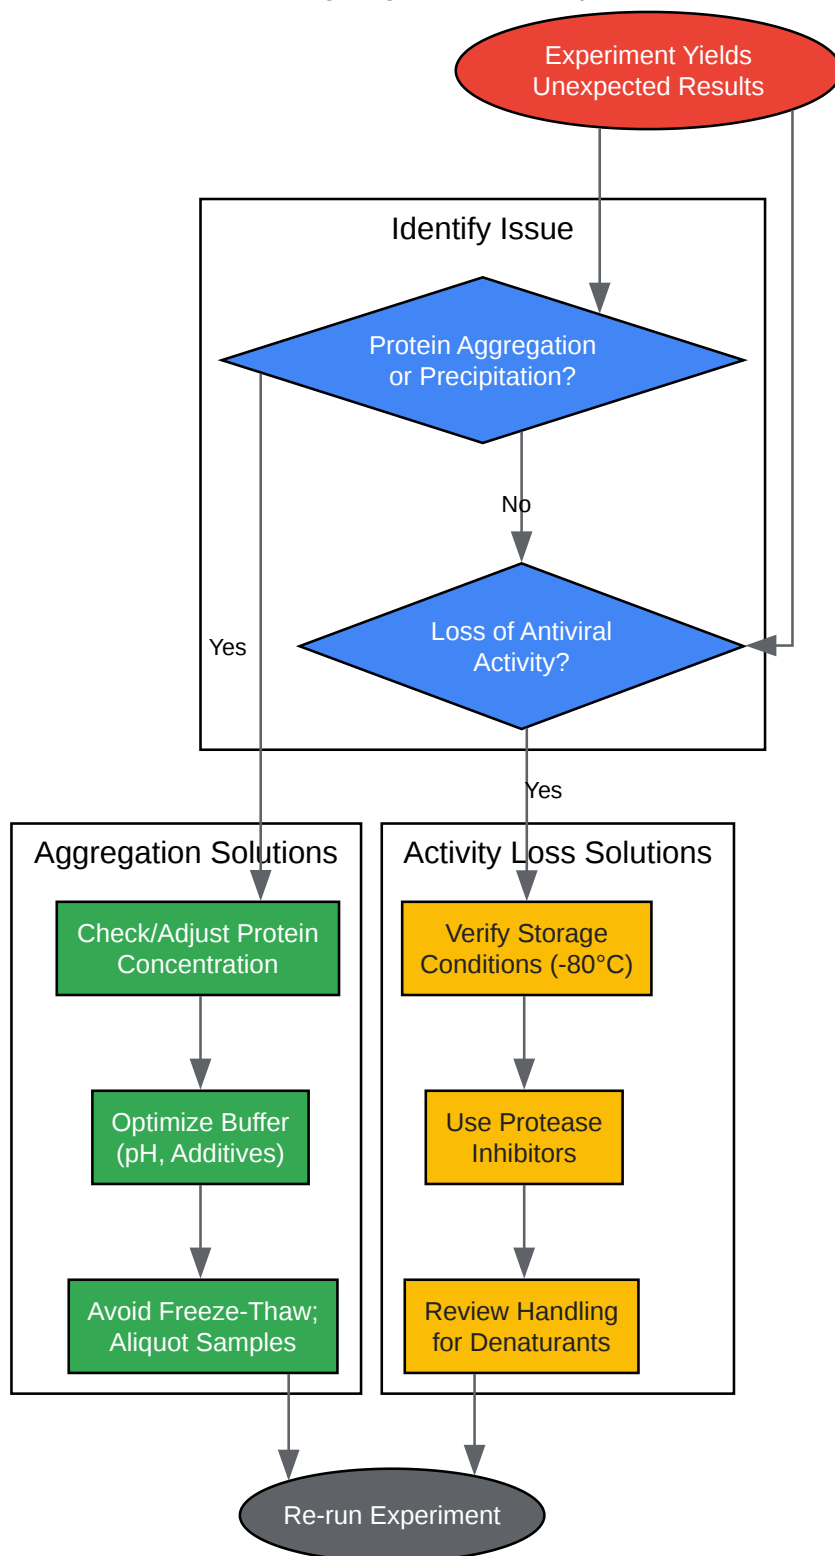 Experiment Yields
Unexpected Results
Identify Issue
Protein Aggregation
or Precipitation?
No
Loss of Antiviral
Activity?
Yes
Yes
Aggregation Solutions
Check/Adjust Protein
Concentration
Optimize Buffer
(pH, Additives)
Avoid Freeze-Thaw;
Aliquot Samples
Activity Loss Solutions
Verify Storage
Conditions (-80°C)
Use Protease
Inhibitors
Review Handling
for Denaturants
Re-run Experiment